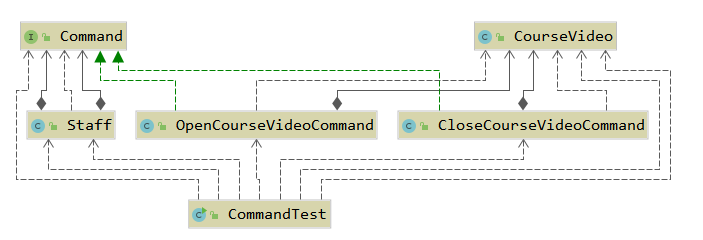 I Command
C CourseVideo
C Staff
C OpenCourseVideoCommand
C CloseCourseVideoCommand
C CommandTest